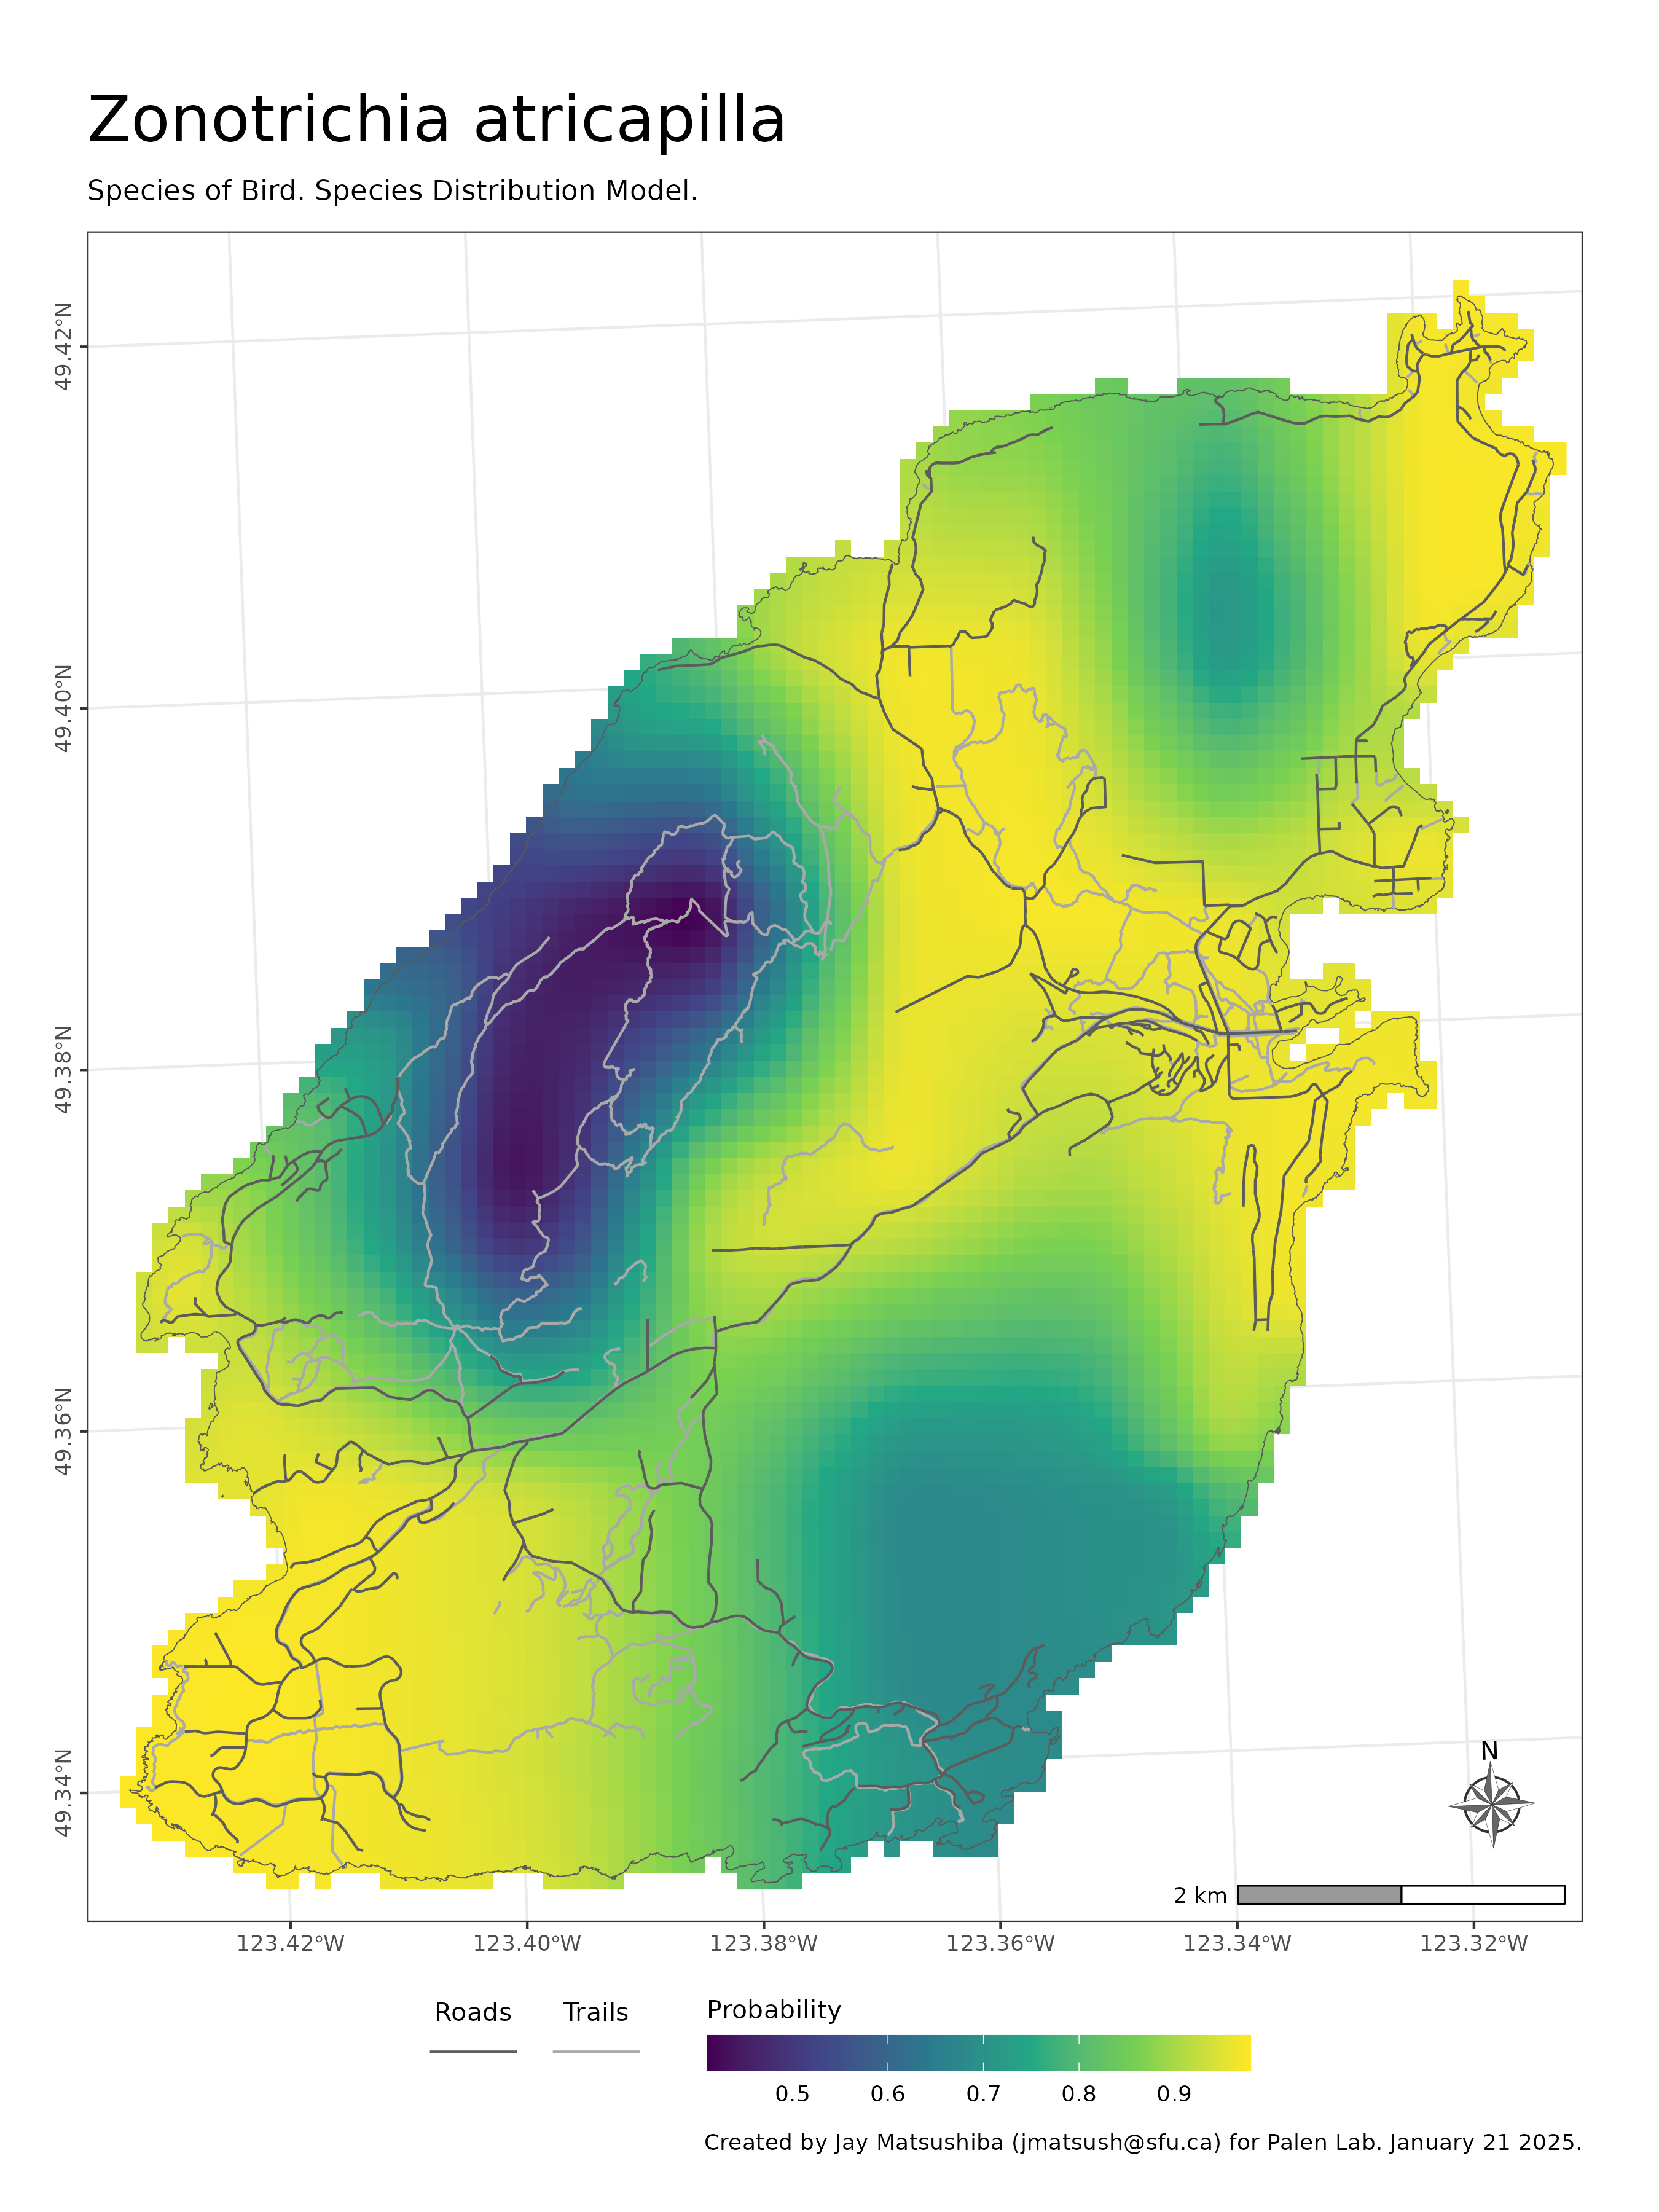 Zonotrichia atricapilla
Species of Bird. Species Distribution Model.
49.42°N
49.40°N
49.38°N
49.36°N
49.34°N
N
2 km
123.42°W 123.40°W 123.38°W 123.36°W 123.34°W 123.32°W
Roads Trails Probability
0.5 0.6 0.7 0.8 0.9
Created by Jay Matsushiba (jmatsush@sfu.ca) for Palen Lab. January 21 2025.